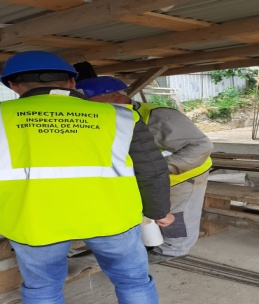 INSPECȚIA MUNCII
INSPECTORATUL
TERITORIAL DE MUNCĂ
BOTOȘANI